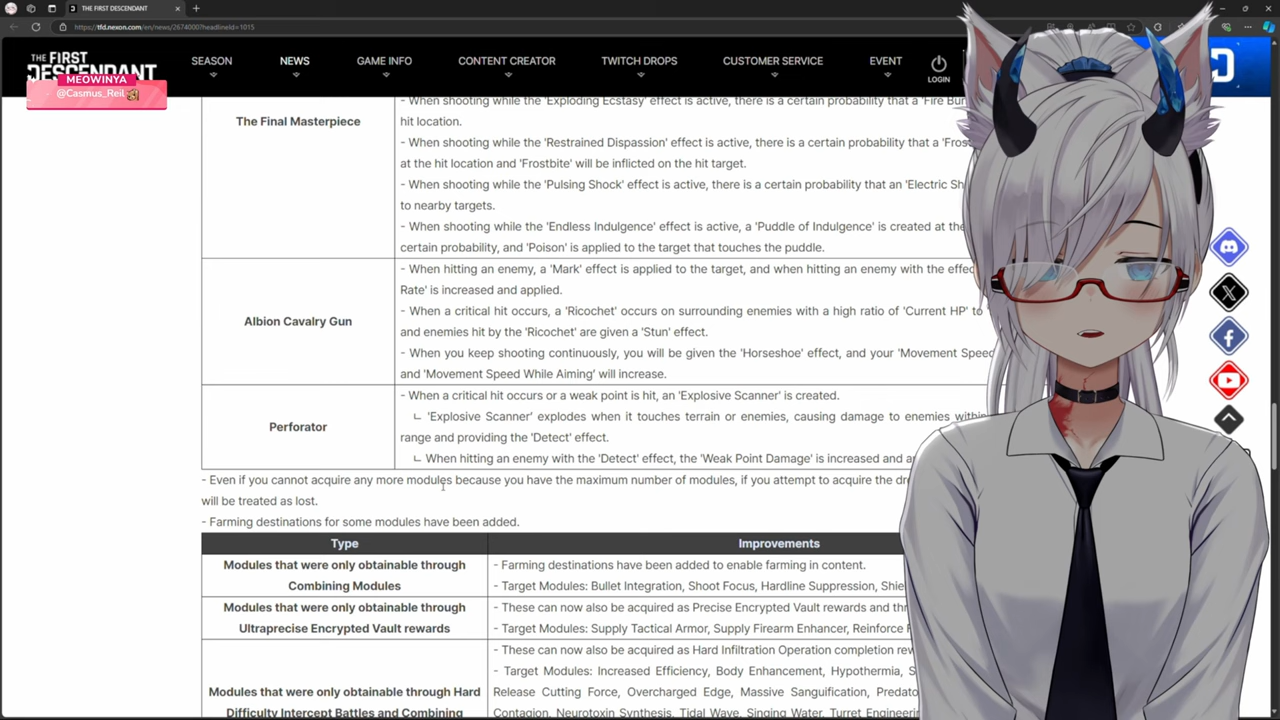 THE FIRST DESCENDANT
https://tfd.nexon.com/en/news/2674000?headlineId=1015
THE FIRST
DESCENDANT
SEASON
NEWS
GAME INFO
CONTENT CREATOR
TWITCH DROPS
CUSTOMER SERVICE
EVENT
LOGIN
MEOWINYA
@Casmus_Reil
The Final Masterpiece
- When shooting while the 'Exploding Ecstasy' effect is active, there is a certain probability that a 'Fire
hit location.
- When shooting while the 'Restrained Dispassion' effect is active, there is a certain probability that a
at the hit location and 'Frostbite' will be inflicted on the hit target.
- When shooting while the 'Pulsing Shock' effect is active, there is a certain probability that an 'Electric
to nearby targets.
- When shooting while the 'Endless Indulgence' effect is active, a 'Puddle of Indulgence' is created at the
certain probability, and 'Poison' is applied to the target that touches the puddle.
Albion Cavalry Gun
- When hitting an enemy, a 'Mark' effect is applied to the target, and when hitting an enemy with the
Rate' is increased and applied.
- When a critical hit occurs, a 'Ricochet' occurs on surrounding enemies with a high ratio of 'Current HP' to
and enemies hit by the 'Ricochet' are given a 'Stun' effect.
- When you keep shooting continuously, you will be given the 'Horseshoe' effect, and your 'Movement
and 'Movement Speed While Aiming' will increase.
Perforator
- When a critical hit occurs or a weak point is hit, an 'Explosive Scanner' is created.
ㄴ 'Explosive Scanner' explodes when it touches terrain or enemies, causing damage to enemies
range and providing the 'Detect' effect.
ㄴ When hitting an enemy with the 'Detect' effect, the 'Weak Point Damage' is increased and
- Even if you cannot acquire any more modules because you have the maximum number of modules, if you attempt to acquire the
will be treated as lost.
- Farming destinations for some modules have been added.
Type
Improvements
Modules that were only obtainable through
Combining Modules
- Farming destinations have been added to enable farming in content.
- Target Modules: Bullet Integration, Shoot Focus, Hardline Suppression,
Modules that were only obtainable through
Ultraprecise Encrypted Vault rewards
- These can now also be acquired as Precise Encrypted Vault rewards and
- Target Modules: Supply Tactical Armor, Supply Firearm Enhancer, Reinforce
Modules that were only obtainable through Hard
Difficulty Intercept Battles and Combining
- These can now also be acquired as Hard Infiltration Operation completion
- Target Modules: Increased Efficiency, Body Enhancement, Hypothermia,
Release Cutting Force, Overcharged Edge, Massive Sanguification,
Contagion, Neurotoxin Synthesis, Tidal Wave, Singing Water, Turret